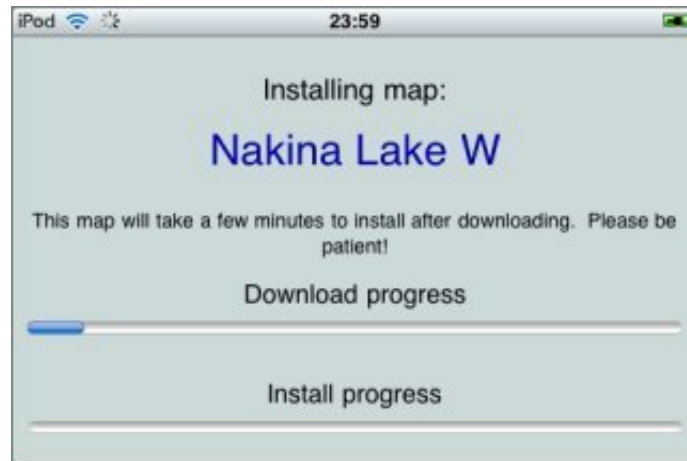 iPod 23:59
Installing map:
Nakina Lake W
This map will take a few minutes to install after downloading. Please be
patient!
Download progress
Install progress